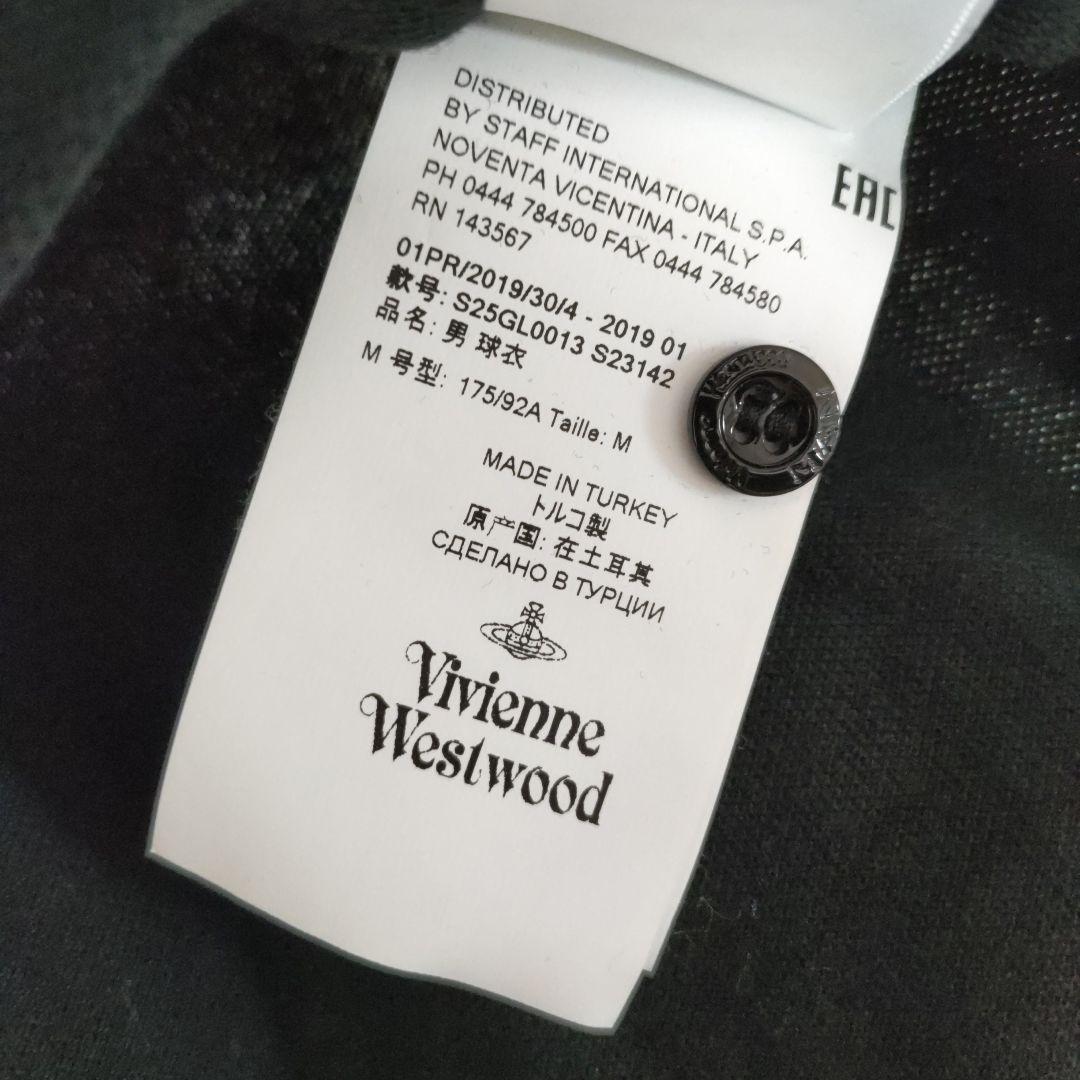 DISTRIBUTED
BY STAFF INTERNATIONAL S.P.A.
NOVENTA VICENTINA - ITALY
PH 0444 784500 FAX 0444 784580
RN 143567
EAC
01PR/2019/30/4 - 2019 01
款号: S25GL0013 S23142
品名: 男 球衣
M 号型: 175/92A Taille: M
MADE IN TURKEY
トルコ製
原产国: 在土耳其
СДЕЛАНО В ТУРЦИИ
Vivienne
Westwood